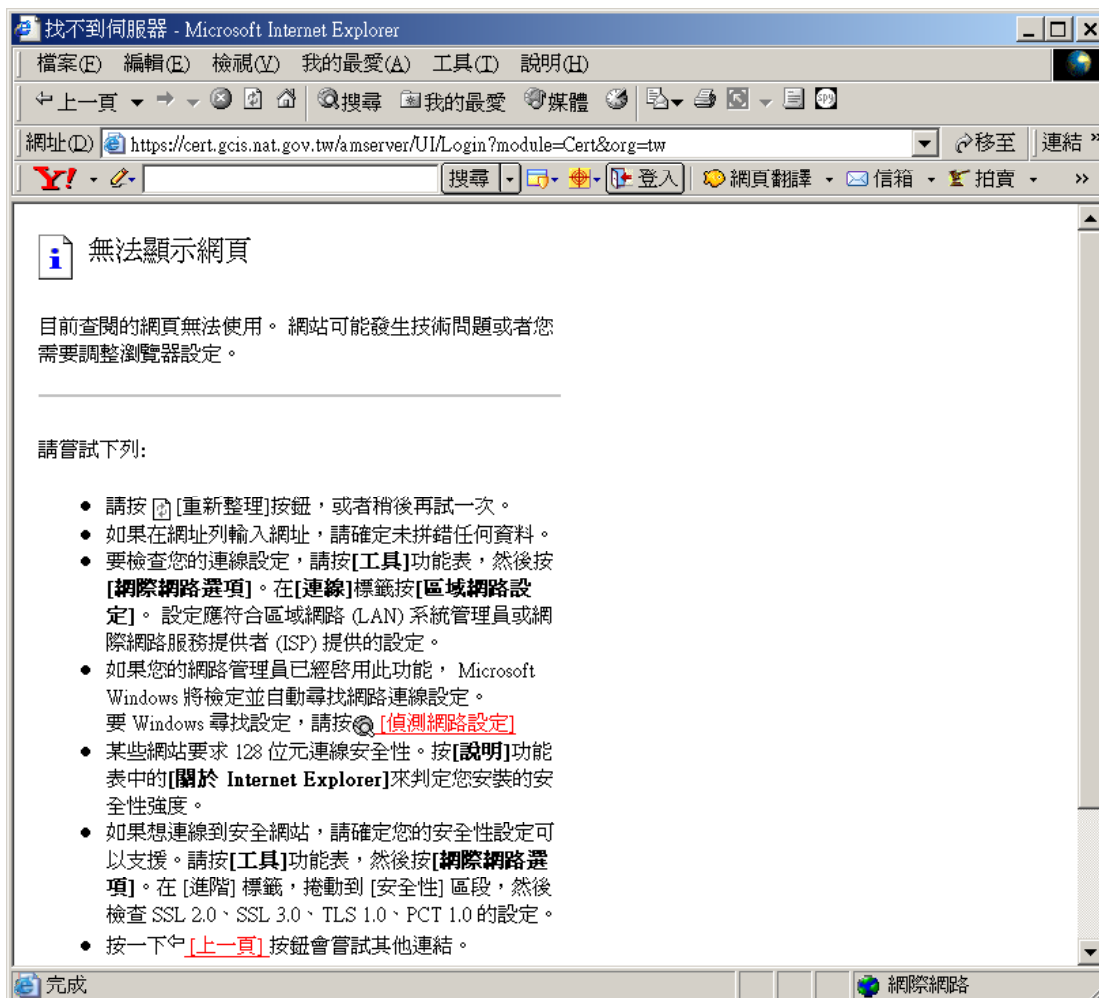 找不到伺服器 - Microsoft Internet Explorer
檔案(F) 編輯(E) 檢視(V) 我的最愛(A) 工具(T) 說明(H)
上一頁 搜尋 我的最愛 媒體
網址(D) https://cert.gcis.nat.gov.tw/amserver/UI/Login?module=Cert&org=tw 移至 連結 »
Y! 搜尋 登入 網頁翻譯 信箱 拍賣 »
無法顯示網頁
目前查閱的網頁無法使用。 網站可能發生技術問題或者您
需要調整瀏覽器設定。
請嘗試下列:
請按 [重新整理]按鈕，或者稍後再試一次。
如果在網址列輸入網址，請確定未拼錯任何資料。
要檢查您的連線設定，請按[工具]功能表，然後按
[網際網路選項]。在[連線]標籤按[區域網路設
定]。 設定應符合區域網路 (LAN) 系統管理員或網
際網路服務提供者 (ISP) 提供的設定。
如果您的網路管理員已經啓用此功能， Microsoft
Windows 將檢定並自動尋找網路連線設定。
要 Windows 尋找設定，請按 [偵測網路設定]
某些網站要求 128 位元連線安全性。按[說明]功能
表中的[關於 Internet Explorer]來判定您安裝的安
全性強度。
如果想連線到安全網站，請確定您的安全性設定可
以支援。請按[工具]功能表，然後按[網際網路選
項]。在 [進階] 標籤，捲動到 [安全性] 區段，然後
檢查 SSL 2.0、SSL 3.0、TLS 1.0、PCT 1.0 的設定。
按一下 [上一頁] 按鈕會嘗試其他連結。
完成 網際網路